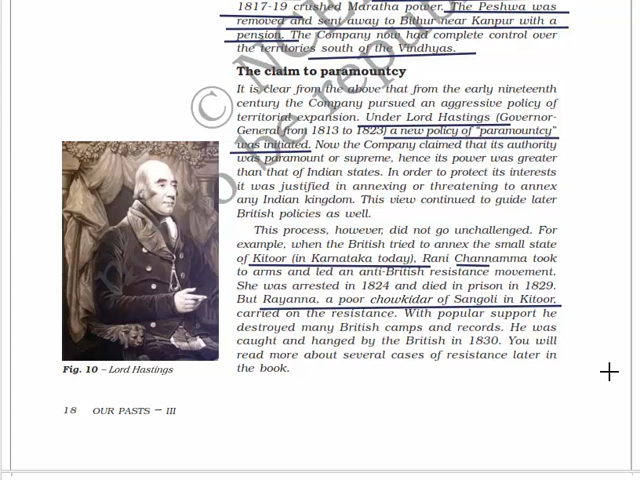 1817-19 crushed Maratha power. The Peshwa was
removed and sent away to Bithur near Kanpur with a
pension. The Company now had complete control over
the territories south of the Vindhyas.
The claim to paramountcy
It is clear from the above that from the early nineteenth
century the Company pursued an aggressive policy of
territorial expansion. Under Lord Hastings (Governor-
General from 1813 to 1823) a new policy of "paramountcy"
was initiated. Now the Company claimed that its authority
was paramount or supreme, hence its power was greater
than that of Indian states. In order to protect its interests
it was justified in annexing or threatening to annex
any Indian kingdom. This view continued to guide later
British policies as well.
This process, however, did not go unchallenged. For
example, when the British tried to annex the small state
of Kitoor (in Karnataka today), Rani Channamma took
to arms and led an anti-British resistance movement.
She was arrested in 1824 and died in prison in 1829.
But Rayanna, a poor chowkidar of Sangoli in Kitoor,
carried on the resistance. With popular support he
destroyed many British camps and records. He was
caught and hanged by the British in 1830. You will
read more about several cases of resistance later in
the book.
Fig. 10 – Lord Hastings
18 OUR PASTS – III
© NC
o be repu